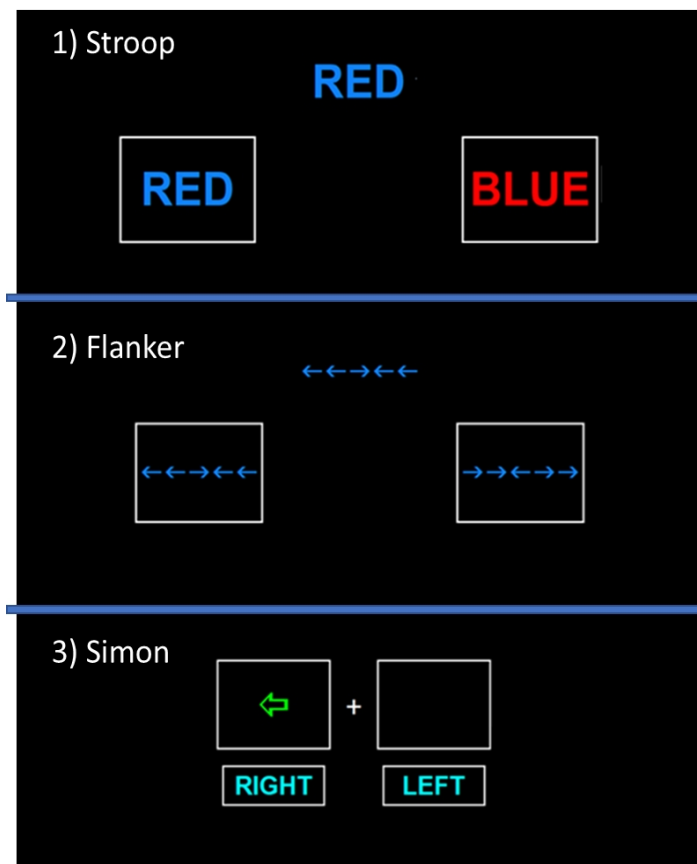 1) Stroop
RED
RED BLUE
2) Flanker
←←→←←
←←→←← →→←→→
3) Simon
⇦ +
RIGHT LEFT